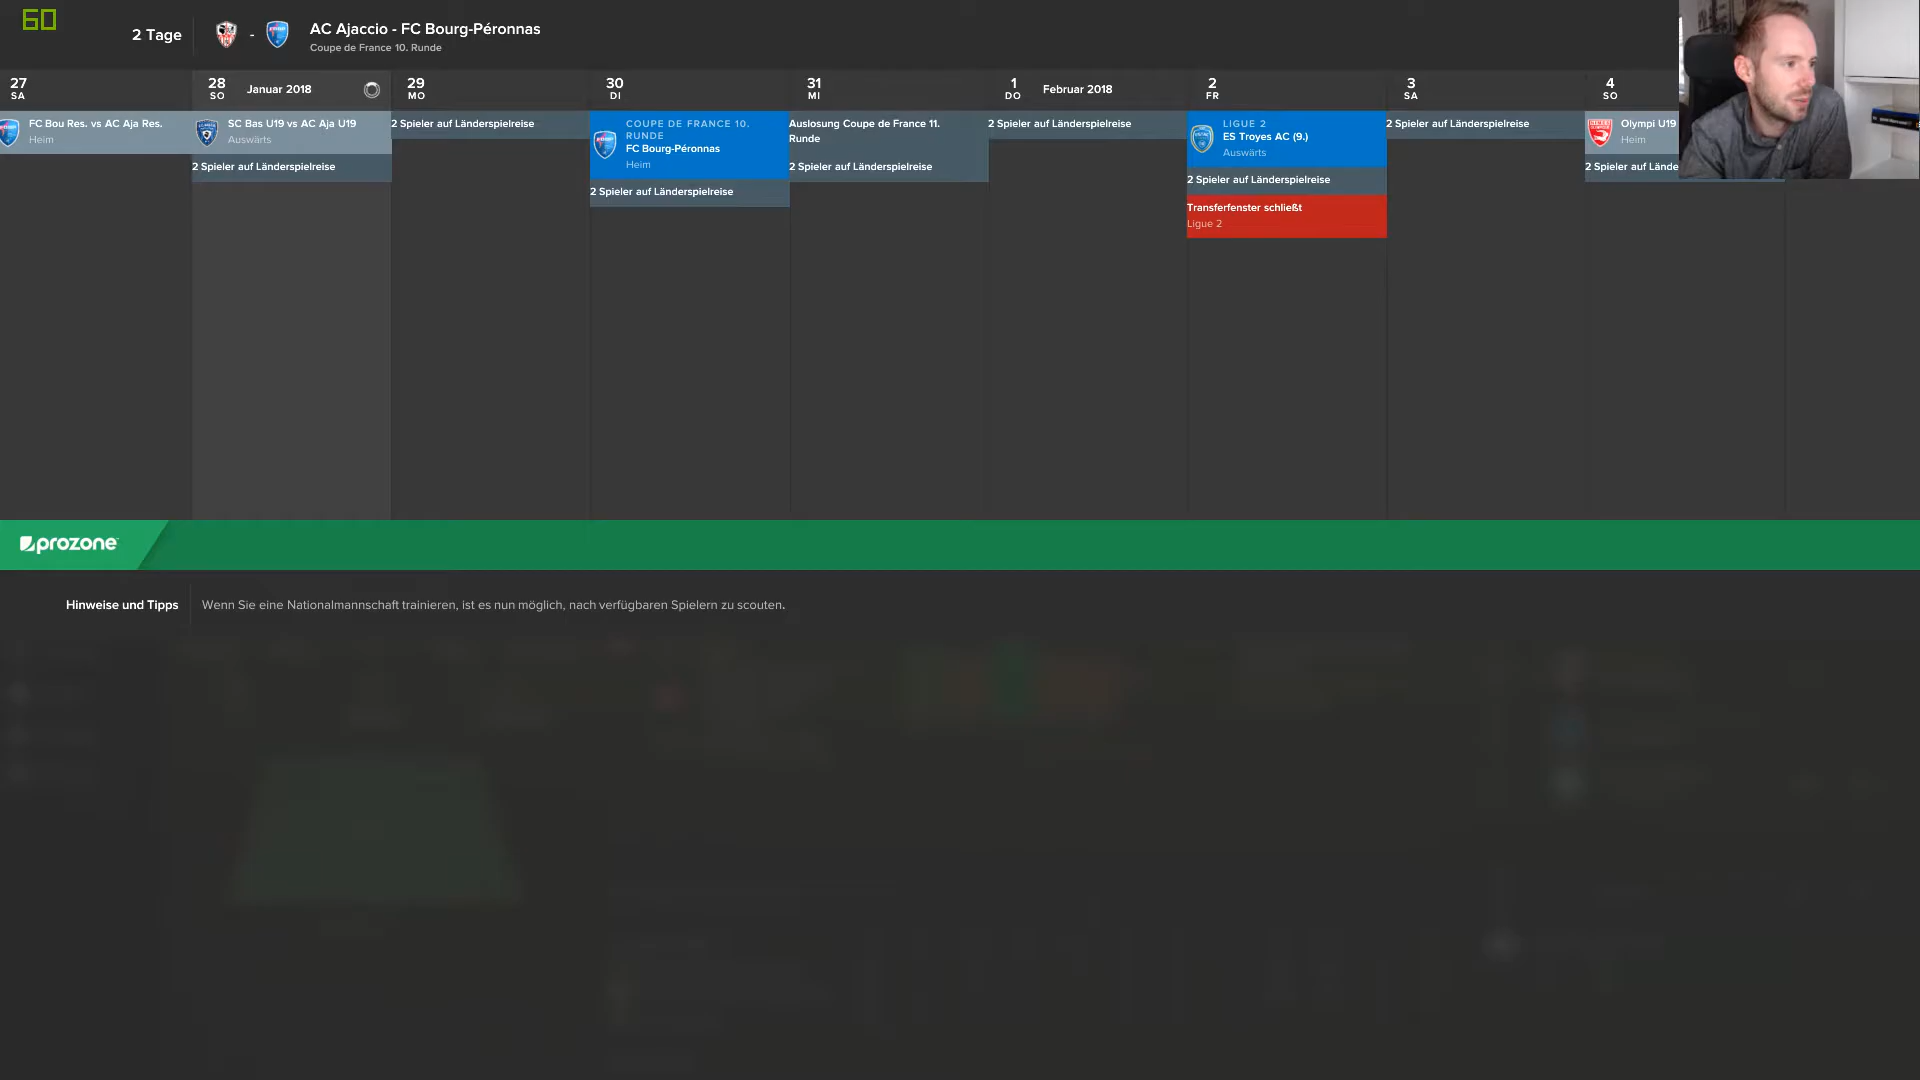 60
2 Tage
-
AC Ajaccio - FC Bourg-Péronnas
Coupe de France 10. Runde
27
SA
28
SO
Januar 2018
29
MO
30
DI
31
MI
1
DO
Februar 2018
2
FR
3
SA
4
SO
FC Bou Res. vs AC Aja Res.
Heim
SC Bas U19 vs AC Aja U19
Auswärts
2 Spieler auf Länderspielreise
2 Spieler auf Länderspielreise
COUPE DE FRANCE 10.
RUNDE
FC Bourg-Péronnas
Heim
2 Spieler auf Länderspielreise
Auslosung Coupe de France 11.
Runde
2 Spieler auf Länderspielreise
2 Spieler auf Länderspielreise
LIGUE 2
ES Troyes AC (9.)
Auswärts
2 Spieler auf Länderspielreise
Transferfenster schließt
Ligue 2
2 Spieler auf Länderspielreise
Olympi U19
Heim
2 Spieler auf Lände
prozone
Hinweise und Tipps
Wenn Sie eine Nationalmannschaft trainieren, ist es nun möglich, nach verfügbaren Spielern zu scouten.